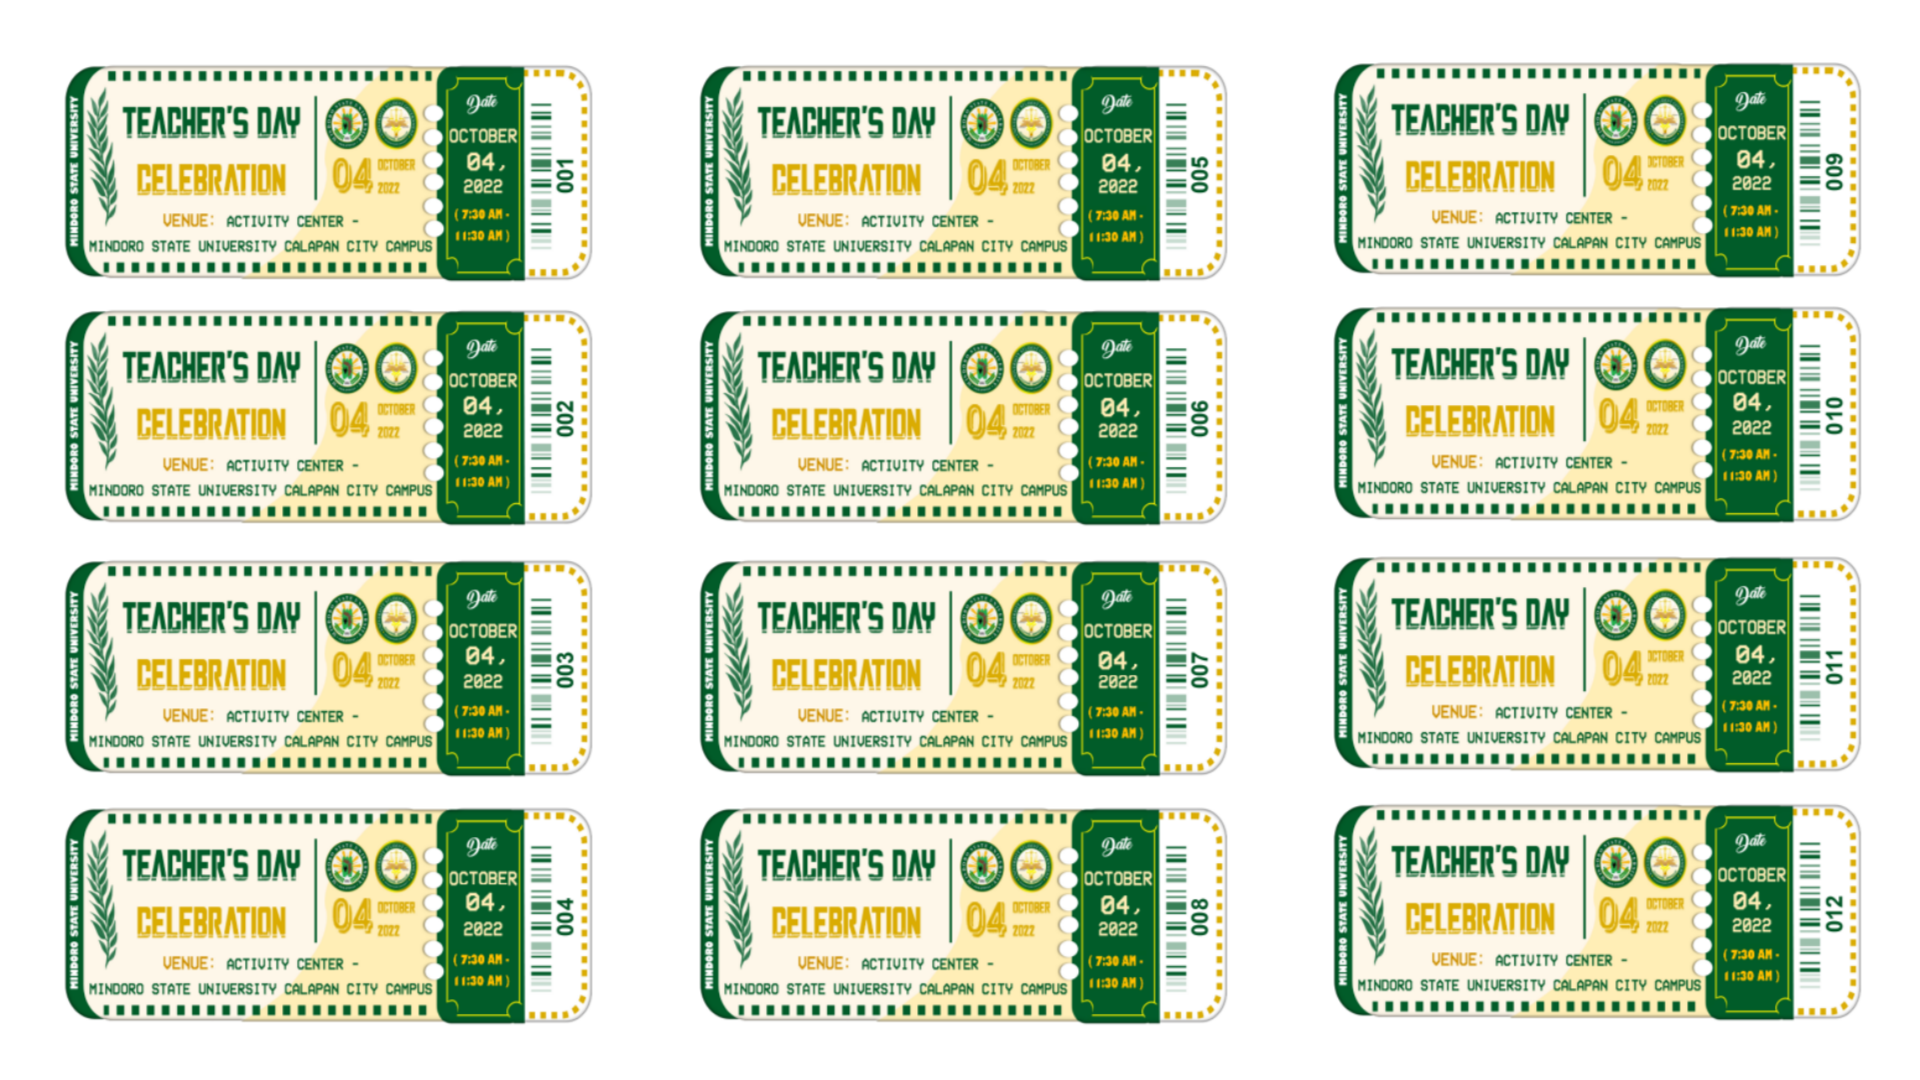 MINDORO STATE UNIVERSITY
TEACHER'S DAY
CELEBRATION
04 OCTOBER
2022
VENUE: ACTIVITY CENTER -
MINDORO STATE UNIVERSITY CALAPAN CITY CAMPUS
Date
OCTOBER
04,
2022
( 7:30 AM -
11:30 AM )
001
MINDORO STATE UNIVERSITY
TEACHER'S DAY
CELEBRATION
04 OCTOBER
2022
VENUE: ACTIVITY CENTER -
MINDORO STATE UNIVERSITY CALAPAN CITY CAMPUS
Date
OCTOBER
04,
2022
( 7:30 AM -
11:30 AM )
005
MINDORO STATE UNIVERSITY
TEACHER'S DAY
CELEBRATION
04 OCTOBER
2022
VENUE: ACTIVITY CENTER -
MINDORO STATE UNIVERSITY CALAPAN CITY CAMPUS
Date
OCTOBER
04,
2022
( 7:30 AM -
11:30 AM )
009
MINDORO STATE UNIVERSITY
TEACHER'S DAY
CELEBRATION
04 OCTOBER
2022
VENUE: ACTIVITY CENTER -
MINDORO STATE UNIVERSITY CALAPAN CITY CAMPUS
Date
OCTOBER
04,
2022
( 7:30 AM -
11:30 AM )
002
MINDORO STATE UNIVERSITY
TEACHER'S DAY
CELEBRATION
04 OCTOBER
2022
VENUE: ACTIVITY CENTER -
MINDORO STATE UNIVERSITY CALAPAN CITY CAMPUS
Date
OCTOBER
04,
2022
( 7:30 AM -
11:30 AM )
006
MINDORO STATE UNIVERSITY
TEACHER'S DAY
CELEBRATION
04 OCTOBER
2022
VENUE: ACTIVITY CENTER -
MINDORO STATE UNIVERSITY CALAPAN CITY CAMPUS
Date
OCTOBER
04,
2022
( 7:30 AM -
11:30 AM )
010
MINDORO STATE UNIVERSITY
TEACHER'S DAY
CELEBRATION
04 OCTOBER
2022
VENUE: ACTIVITY CENTER -
MINDORO STATE UNIVERSITY CALAPAN CITY CAMPUS
Date
OCTOBER
04,
2022
( 7:30 AM -
11:30 AM )
003
MINDORO STATE UNIVERSITY
TEACHER'S DAY
CELEBRATION
04 OCTOBER
2022
VENUE: ACTIVITY CENTER -
MINDORO STATE UNIVERSITY CALAPAN CITY CAMPUS
Date
OCTOBER
04,
2022
( 7:30 AM -
11:30 AM )
007
MINDORO STATE UNIVERSITY
TEACHER'S DAY
CELEBRATION
04 OCTOBER
2022
VENUE: ACTIVITY CENTER -
MINDORO STATE UNIVERSITY CALAPAN CITY CAMPUS
Date
OCTOBER
04,
2022
( 7:30 AM -
11:30 AM )
011
MINDORO STATE UNIVERSITY
TEACHER'S DAY
CELEBRATION
04 OCTOBER
2022
VENUE: ACTIVITY CENTER -
MINDORO STATE UNIVERSITY CALAPAN CITY CAMPUS
Date
OCTOBER
04,
2022
( 7:30 AM -
11:30 AM )
004
MINDORO STATE UNIVERSITY
TEACHER'S DAY
CELEBRATION
04 OCTOBER
2022
VENUE: ACTIVITY CENTER -
MINDORO STATE UNIVERSITY CALAPAN CITY CAMPUS
Date
OCTOBER
04,
2022
( 7:30 AM -
11:30 AM )
008
MINDORO STATE UNIVERSITY
TEACHER'S DAY
CELEBRATION
04 OCTOBER
2022
VENUE: ACTIVITY CENTER -
MINDORO STATE UNIVERSITY CALAPAN CITY CAMPUS
Date
OCTOBER
04,
2022
( 7:30 AM -
11:30 AM )
012